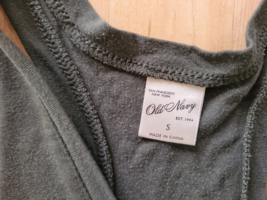 SAN FRANCISCO
NEW YORK
Old Navy
EST. 1994
S
MADE IN CHINA